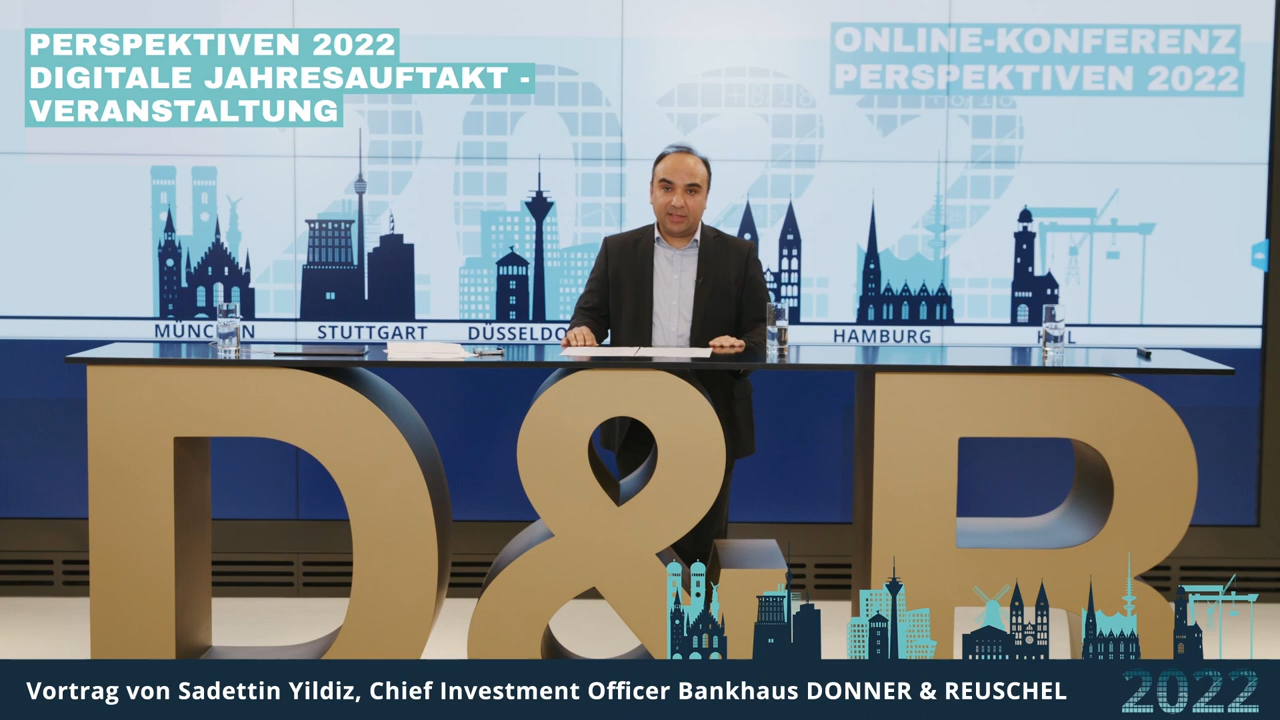 PERSPEKTIVEN 2022
DIGITALE JAHRESAUFTAKT -
VERANSTALTUNG
ONLINE-KONFERENZ
PERSPEKTIVEN 2022
2022
STUTTGART
HAMBURG
D&R
Vortrag von Sadettin Yildiz, Chief Investment Officer Bankhaus DONNER & REUSCHEL
2022